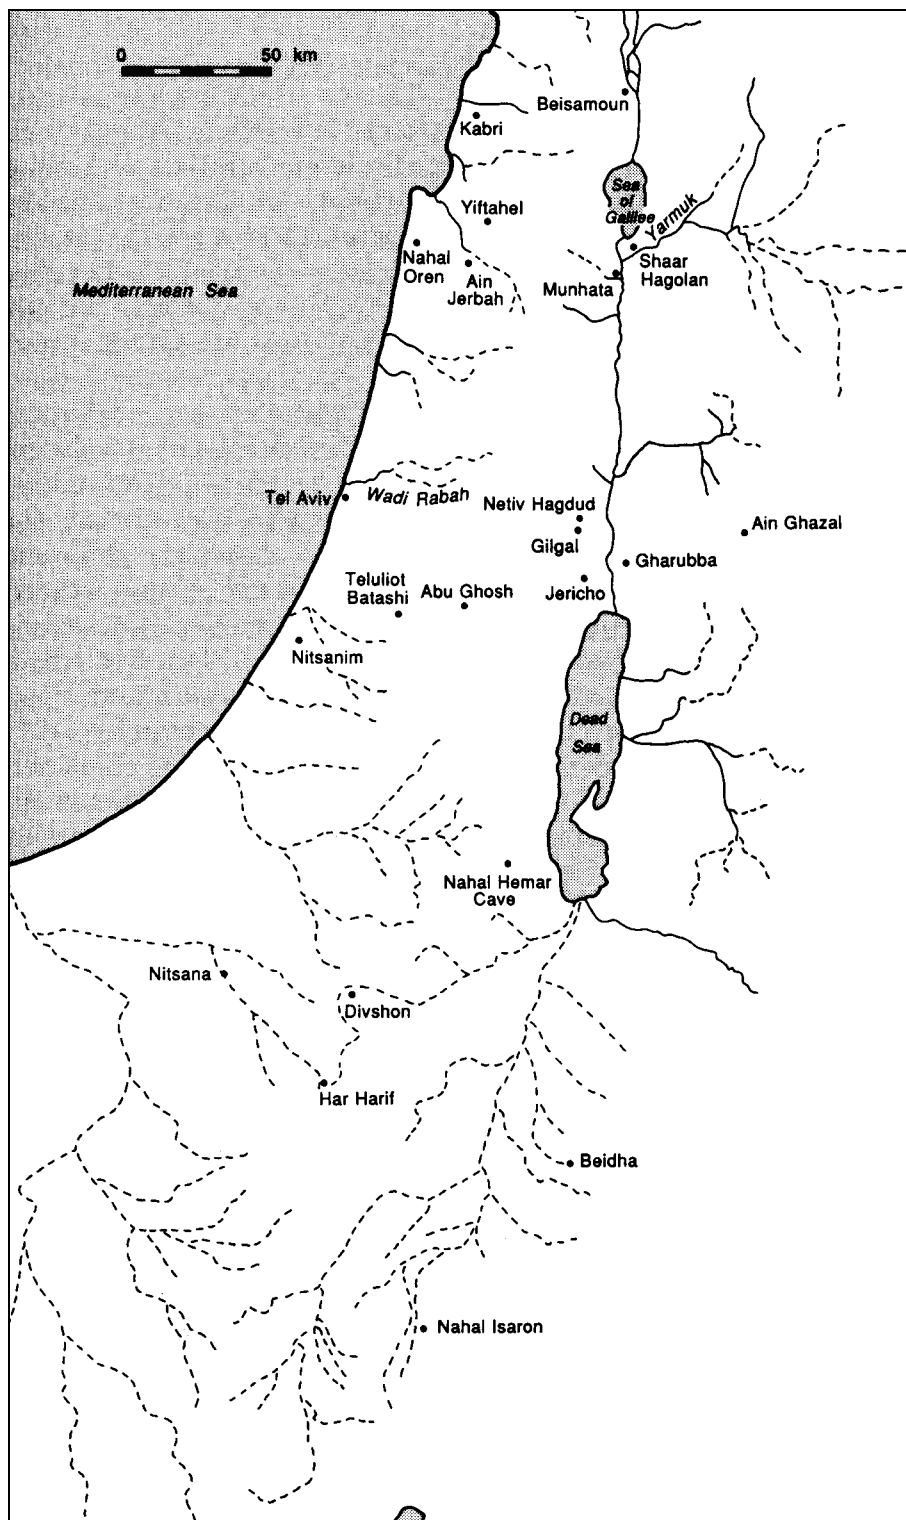 0 50 km
Beisamoun
Kabri
Sea
of
Galilee
Yarmuk
Yiftahel
Nahal
Oren
Ain
Jerbah
Shaar
Hagolan
Munhata
Mediterranean Sea
Tel Aviv
Wadi Rabah
Netiv Hagdud
Gilgal
Ain Ghazal
Gharubba
Jericho
Teluliot
Batashi
Abu Ghosh
Nitsanim
Dead
Sea
Nahal Hemar
Cave
Nitsana
Divshon
Har Harif
Beidha
Nahal Isaron